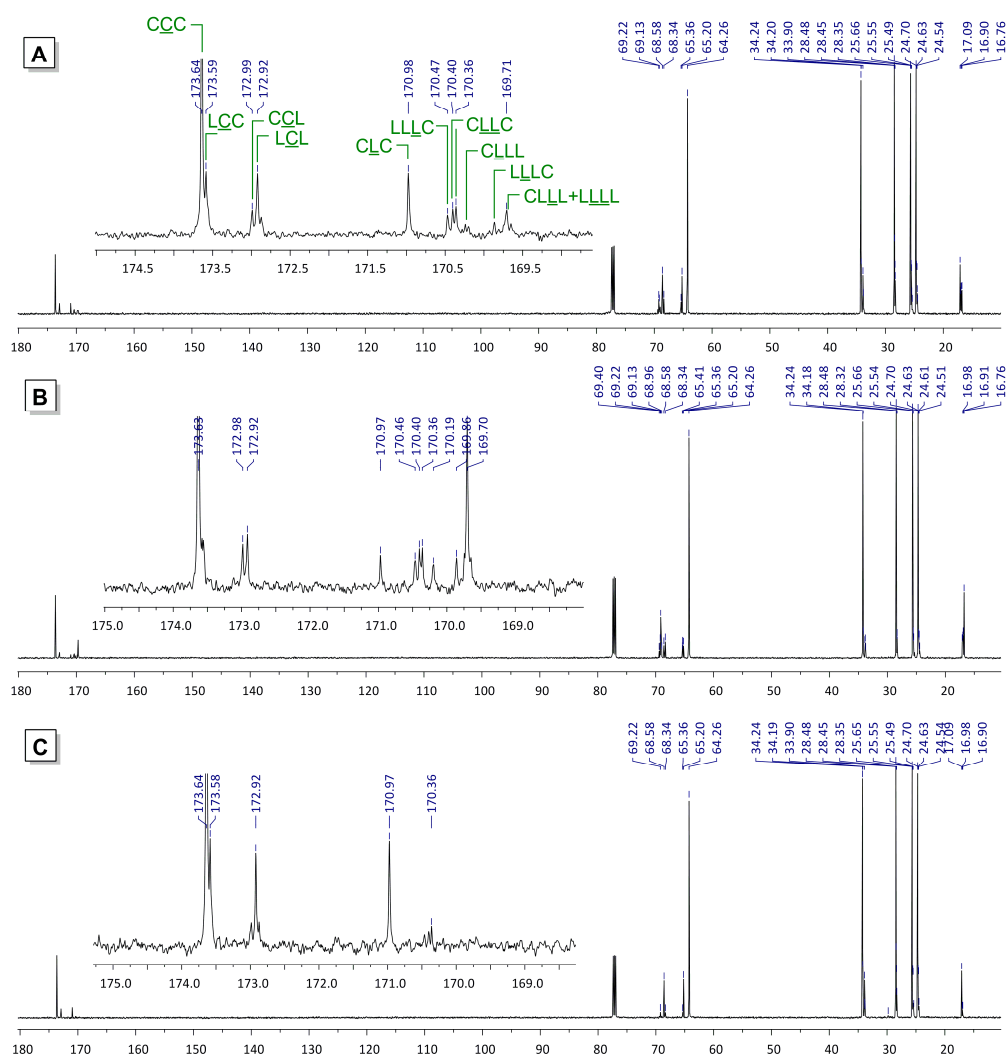 A
69.22 69.13 68.58 68.34 65.36 65.20 64.26
34.24 34.20 33.90 28.48 28.45 28.35 25.66 25.55 25.49 24.70 24.63 24.54
17.09 16.90 16.76
CCC
173.64 173.59 172.99 172.92 170.98 170.47 170.40 170.36 169.71
LCC CCL LCL CLC LLLC CLLC CLLL LLLC CLLL+LLLL
174.5 173.5 172.5 171.5 170.5 169.5
180 170 160 150 140 130 120 110 100 90 80 70 60 50 40 30 20
B
69.40 69.22 69.13 68.96 68.58 68.34 65.41 65.36 65.20 64.26
34.24 34.18 28.48 28.32 25.66 25.54 24.70 24.63 24.61 24.51
16.98 16.91 16.76
173.63 172.98 172.92 170.97 170.46 170.40 170.36 170.19 169.86 169.70
175.0 174.0 173.0 172.0 171.0 170.0 169.0
180 170 160 150 140 130 120 110 100 90 80 70 60 50 40 30 20
C
69.22 68.58 68.34 65.36 65.20 64.26
34.24 34.19 33.90 28.48 28.45 28.35 25.65 25.55 25.49 24.70 24.63 24.54
17.09 16.98 16.90
173.64 173.58 172.92 170.97 170.36
175.0 174.0 173.0 172.0 171.0 170.0 169.0
180 170 160 150 140 130 120 110 100 90 80 70 60 50 40 30 20